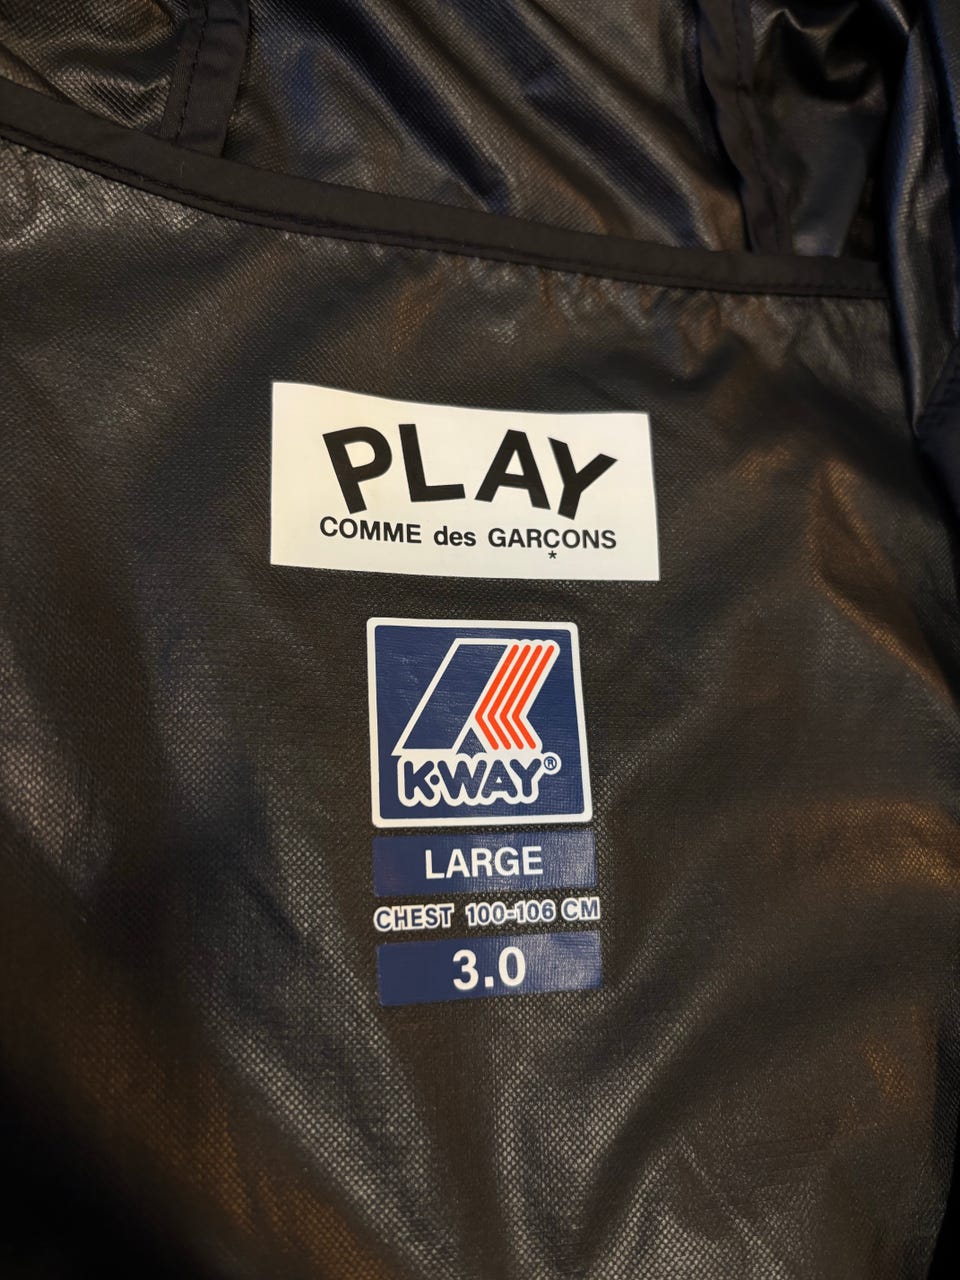 PLAY
COMME des GARÇONS
*
K·WAY®
LARGE
CHEST 100-106 CM
3.0